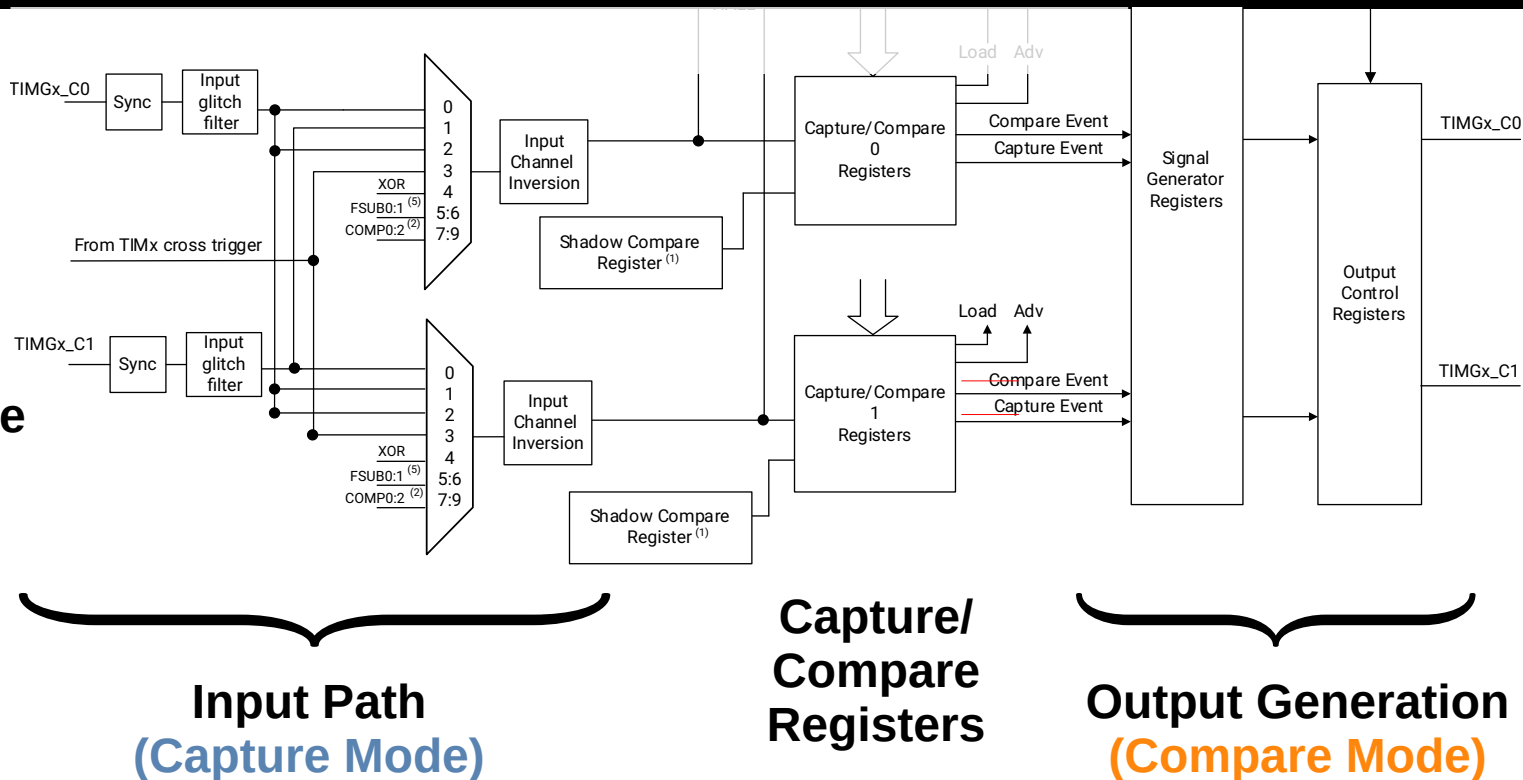 Load Adv
TIMGx_C0
Sync
Input
glitch
filter
0
1
2
3
4
5:6
7:9
XOR
FSUB0:1 (5)
COMP0:2 (2)
Input
Channel
Inversion
Shadow Compare
Register (1)
Capture/Compare
0
Registers
Compare Event
Capture Event
Signal
Generator
Registers
TIMGx_C0
From TIMx cross trigger
Output
Control
Registers
TIMGx_C1
Sync
Input
glitch
filter
0
1
2
3
4
5:6
7:9
XOR
FSUB0:1 (5)
COMP0:2 (2)
Input
Channel
Inversion
Shadow Compare
Register (1)
Load Adv
Capture/Compare
1
Registers
Compare Event
Capture Event
TIMGx_C1
e
Input Path
(Capture Mode)
Capture/
Compare
Registers
Output Generation
(Compare Mode)